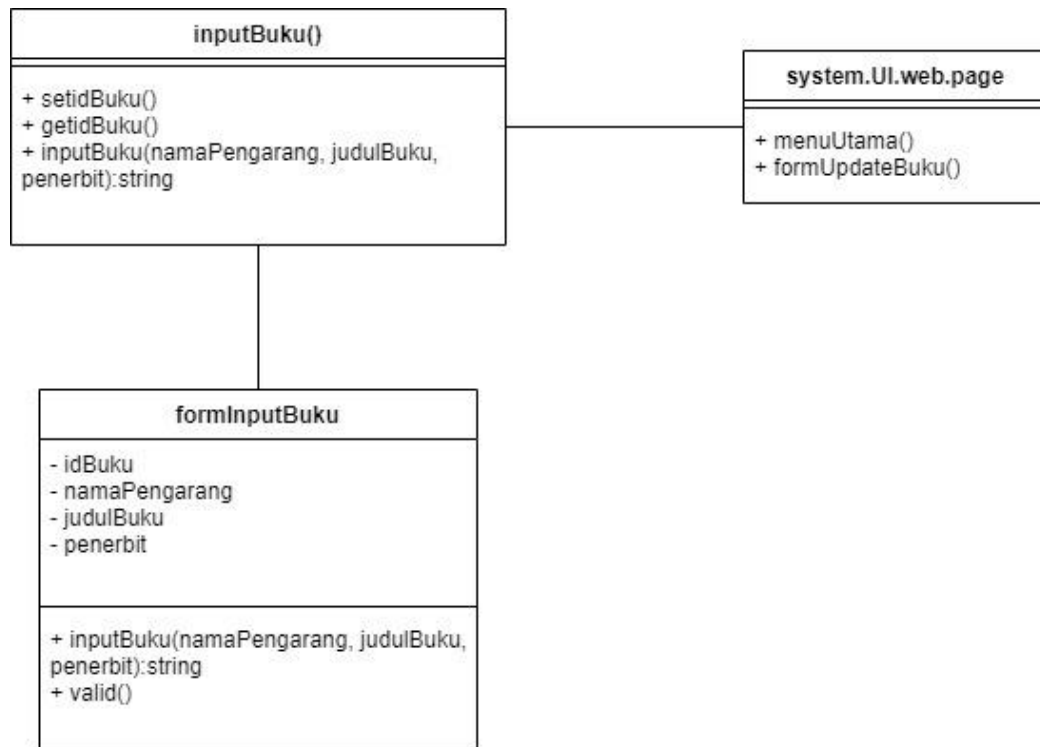 inputBuku()
+ setidBuku()
+ getidBuku()
+ inputBuku(namaPengarang, judulBuku,
penerbit):string
system.UI.web.page
+ menuUtama()
+ formUpdateBuku()
formInputBuku
- idBuku
- namaPengarang
- judulBuku
- penerbit
+ inputBuku(namaPengarang, judulBuku,
penerbit):string
+ valid()